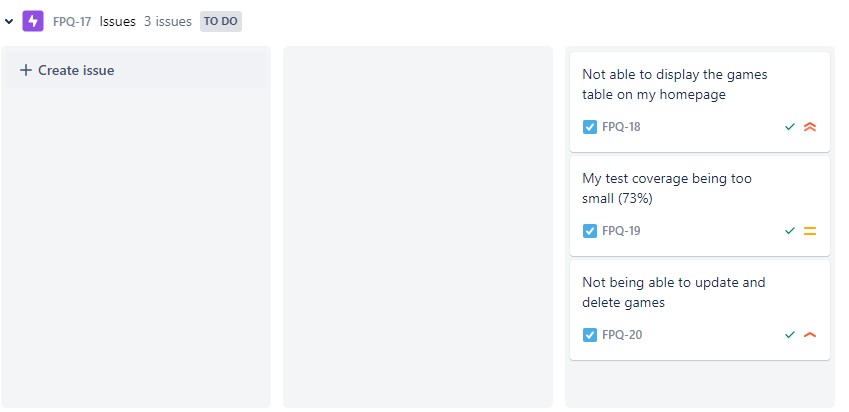 FPQ-17 Issues 3 issues TO DO
+ Create issue
Not able to display the games
table on my homepage
FPQ-18
My test coverage being too
small (73%)
FPQ-19
Not being able to update and
delete games
FPQ-20